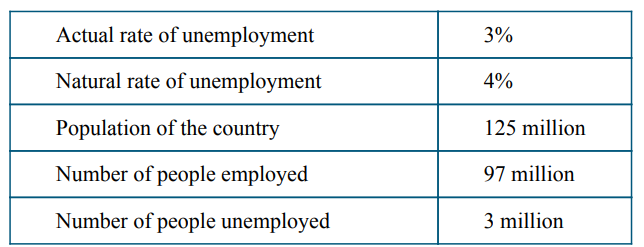 Actual rate of unemployment 3%
Natural rate of unemployment 4%
Population of the country 125 million
Number of people employed 97 million
Number of people unemployed 3 million